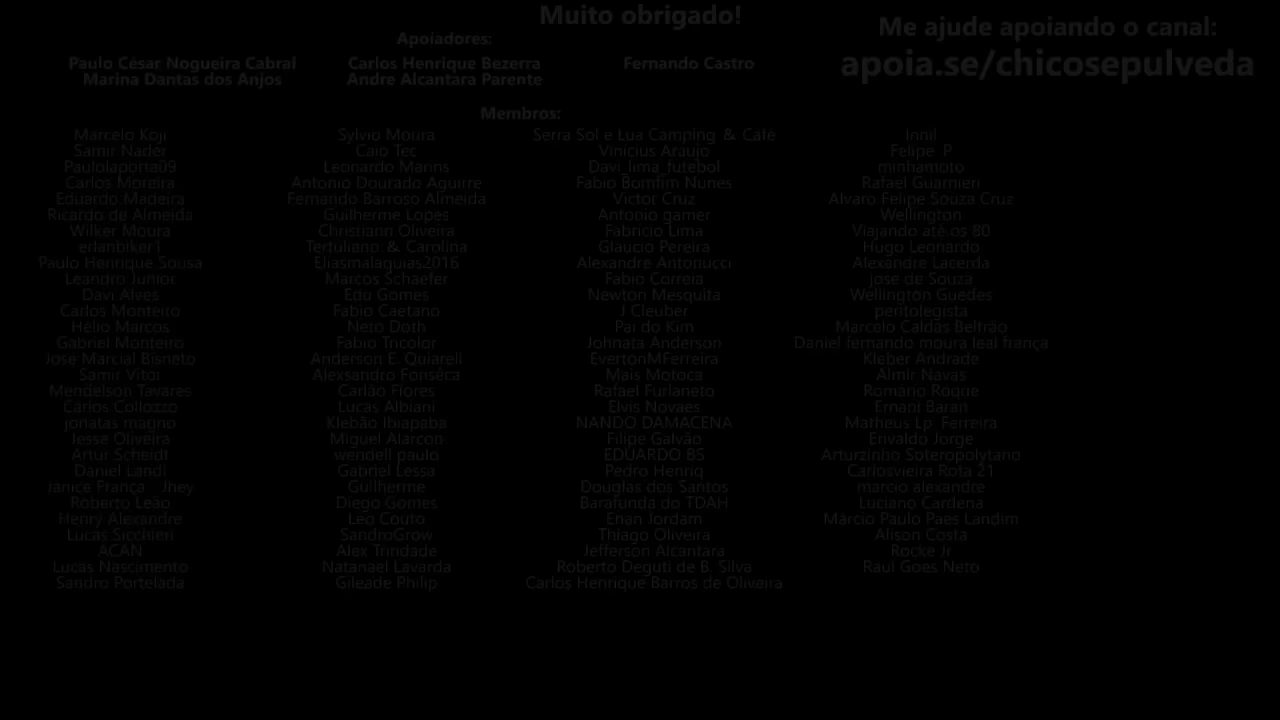 Muito obrigado!
Me ajude apoiando o canal:
apoia.se/chicosepulveda
Apoiadores:
Paulo César Nogueira Cabral
Marina Dantas dos Anjos
Carlos Henrique Bezerra
Andre Alcantara Parente
Fernando Castro
Membros:
Marcelo Koji
Samir Nader
Paulolaporta09
Carlos Moreira
Eduardo Madeira
Ricardo de Almeida
Wilker Moura
erlanbiker1
Paulo Henrique Sousa
Leandro Junior
Davi Alves
Carlos Monteiro
Hélio Marcos
Gabriel Monteiro
José Marcial Bisneto
Samir Vitor
Mendelson Tavares
Carlos Collozzo
jonatas magno
Jesse Oliveira
Artur Scheidt
Daniel Landi
Janice França _ Jhey
Roberto Leão
Henry Alexandre
Lucas Sicchieri
ACAN
Lucas Nascimento
Sandro Portelada
Sylvio Moura
Caio Tec
Leonardo Marins
Antonio Dourado Aguirre
Fernando Barroso Almeida
Guilherme Lopes
Christiann Oliveira
Tertuliano & Carolina
Eliasmalaquias2016
Marcos Schaefer
Edu Gomes
Fabio Caetano
Neto Doth
Fábio Tricolor
Anderson E. Quiareli
Alexsandro Fonsêca
Carlão Flores
Lucas Albiani
Klebão Ibiapaba
Miguel Alarcon
wendell paulo
Gabriel Lessa
Guilherme
Diego Gomes
Léo Couto
SandroGrow
Alex Trindade
Natanael Lavarda
Gileade Philip
Serra Sol e Lua Camping & Café
Vinicius Araujo
Davi_lima_futebol
Fabio Bomfim Nunes
Victor Cruz
Antonio gamer
Fabricio Lima
Glaucio Pereira
Alexandre Antonucci
Fabio Correia
Newton Mesquita
J Cleuber
Pai do Kim
Johnata Anderson
EvertonMFerreira
Mais Motoca
Rafael Furlaneto
Elvis Novaes
NANDO DAMACENA
Filipe Galvão
EDUARDO BS
Pedro Henriq
Douglas dos Santos
Barafunda do TDAH
Erian Jordam
Thiago Oliveira
Jefferson Alcantara
Roberto Deguti de B. Silva
Carlos Henrique Barros de Oliveira
Felipe P
minhamoto
Rafael Guarnieri
Alvaro Felipe Souza Cruz
Wellington
Viajando até os 80
Hugo Leonardo
Alexandre Lacerda
jose de Souza
Wellington Guedes
peritolegista
Marcelo Caldas Beltrão
Daniel fernando moura leal frança
Kleber Andrade
Almir Navas
Romário Roque
Ernani Baran
Matheus Lp_Ferreira
Erivaldo Jorge
Arturzinho Soteropolytano
Carlosvieira Rota 21
marcio alexandre
Luciano Cardena
Márcio Paulo Paes Landim
Alison Costa
Rocke Jr
Raul Goes Neto